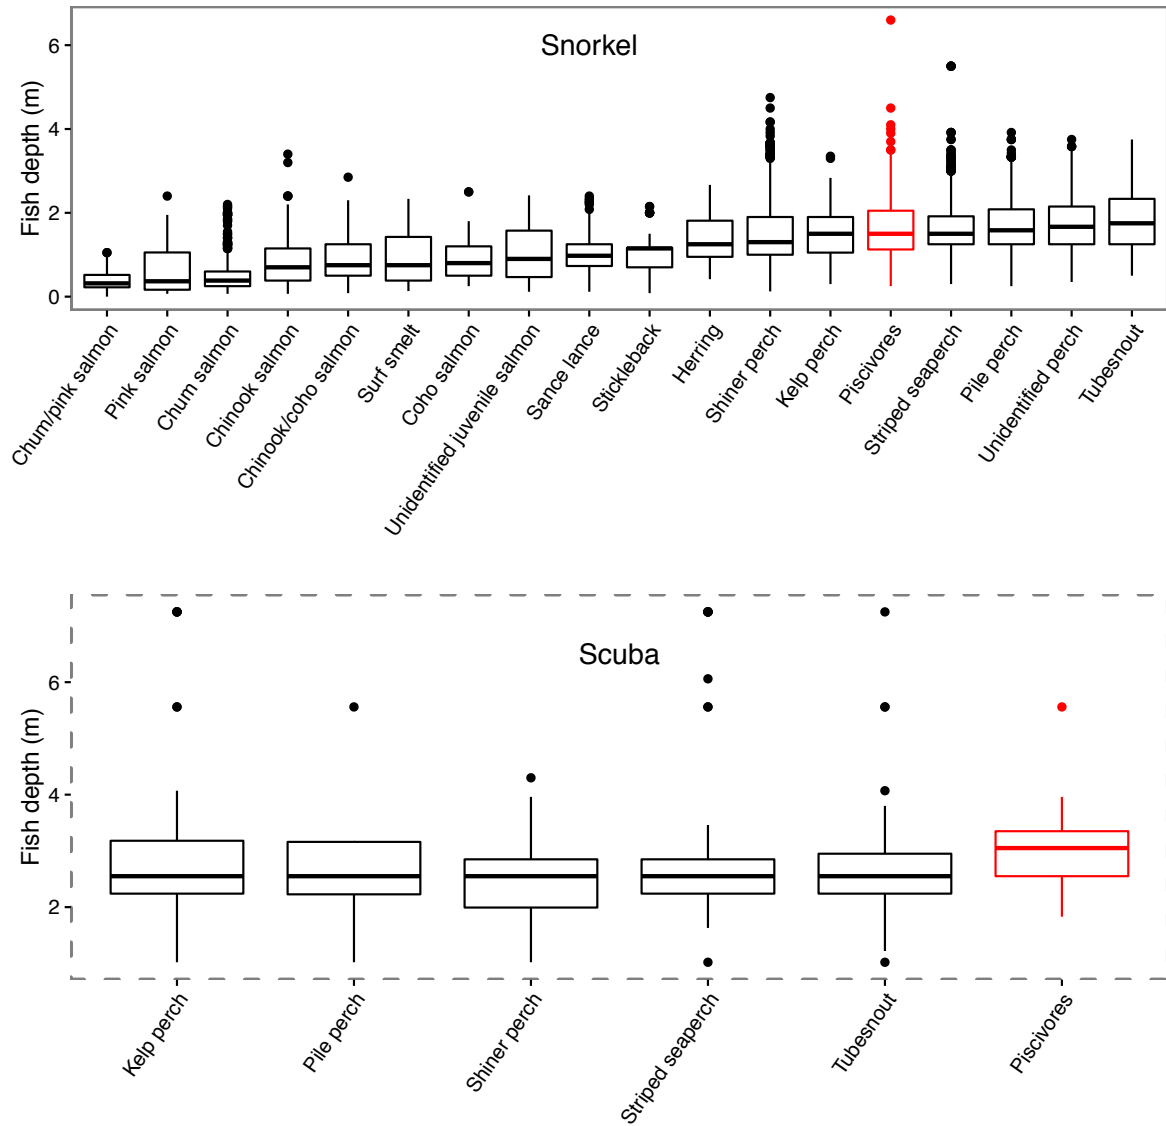 Snorkel
Fish depth (m)
6
4
2
0
Chum/pink salmon
Pink salmon
Chum salmon
Chinook salmon
Chinook/coho salmon
Surf smelt
Coho salmon
Unidentified juvenile salmon
Sance lance
Stickleback
Herring
Shiner perch
Kelp perch
Piscivores
Striped seaperch
Pile perch
Unidentified perch
Tubesnout
Scuba
Fish depth (m)
6
4
2
Kelp perch
Pile perch
Shiner perch
Striped seaperch
Tubesnout
Piscivores